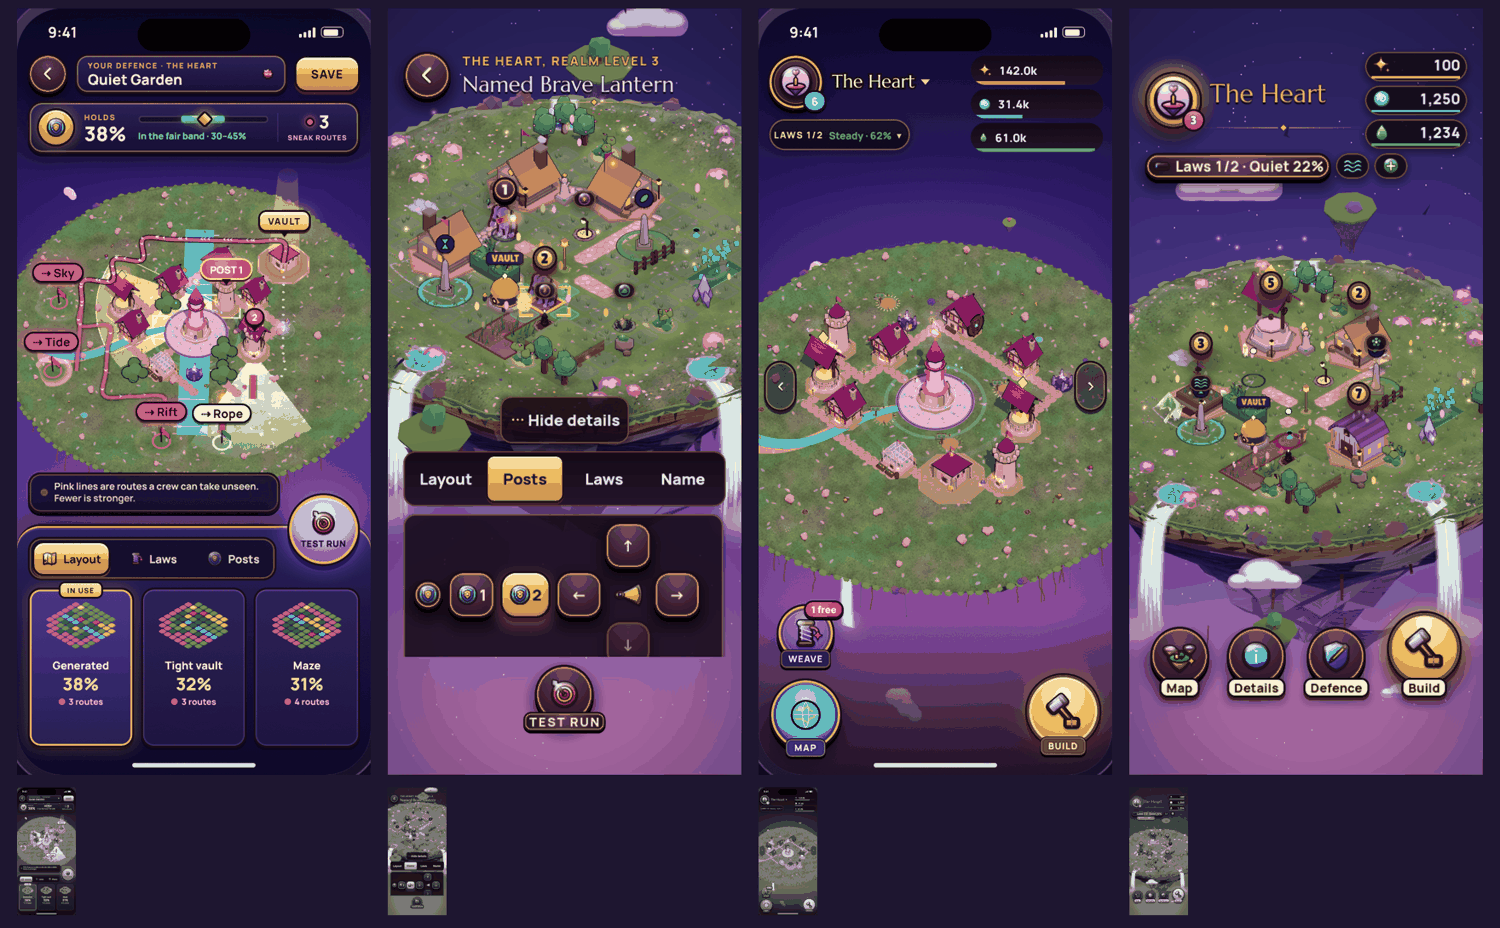 9:41
YOUR DEFENCE · THE HEART
Quiet Garden
SAVE
HOLDS
38%
In the fair band · 30–45%
3
SNEAK ROUTES
VAULT
POST 1
→ Sky
2
→ Tide
→ Rift
→ Rope
Pink lines are routes a crew can take unseen.
Fewer is stronger.
TEST RUN
Layout
Laws
Posts
IN USE
Generated
38%
3 routes
Tight vault
32%
3 routes
Maze
31%
4 routes
THE HEART, REALM LEVEL 3
Named Brave Lantern
1
VAULT
2
··· Hide details
Layout
Posts
Laws
Name
↑
1
2
←
→
↓
TEST RUN
9:41
The Heart ▾
6
142.0k
31.4k
61.0k
LAWS 1/2 Steady · 62% ▾
1 free
WEAVE
MAP
BUILD
The Heart
3
100
1,250
1,234
Laws 1/2 · Quiet 22%
5
2
3
7
VAULT
Map
Details
Defence
Build